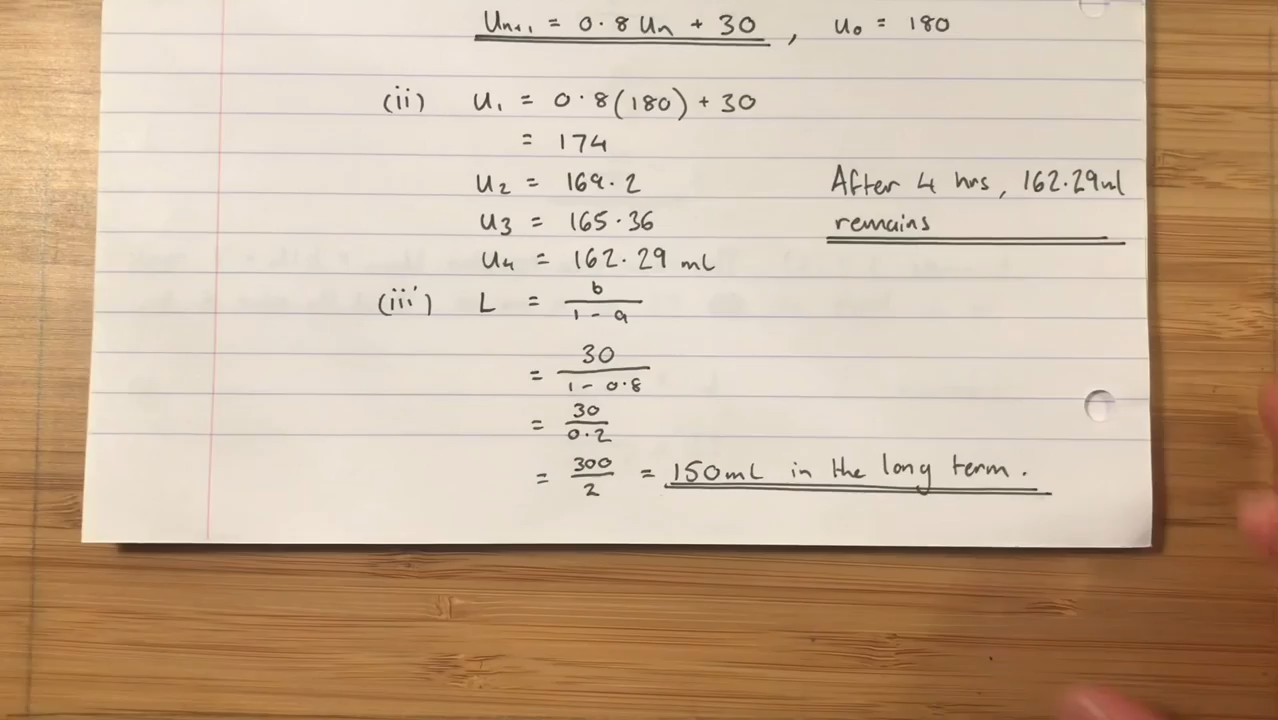 Un+1 = 0.8 Un + 30 , u0 = 180
(ii) U1 = 0.8(180) + 30
= 174
U2 = 169.2
After 4 hrs, 162.29ml
U3 = 165.36
remains
U4 = 162.29 mL
(iii) L = b / 1 - a
= 30 / 1 - 0.8
= 30 / 0.2
= 300 / 2 = 150mL in the long term.